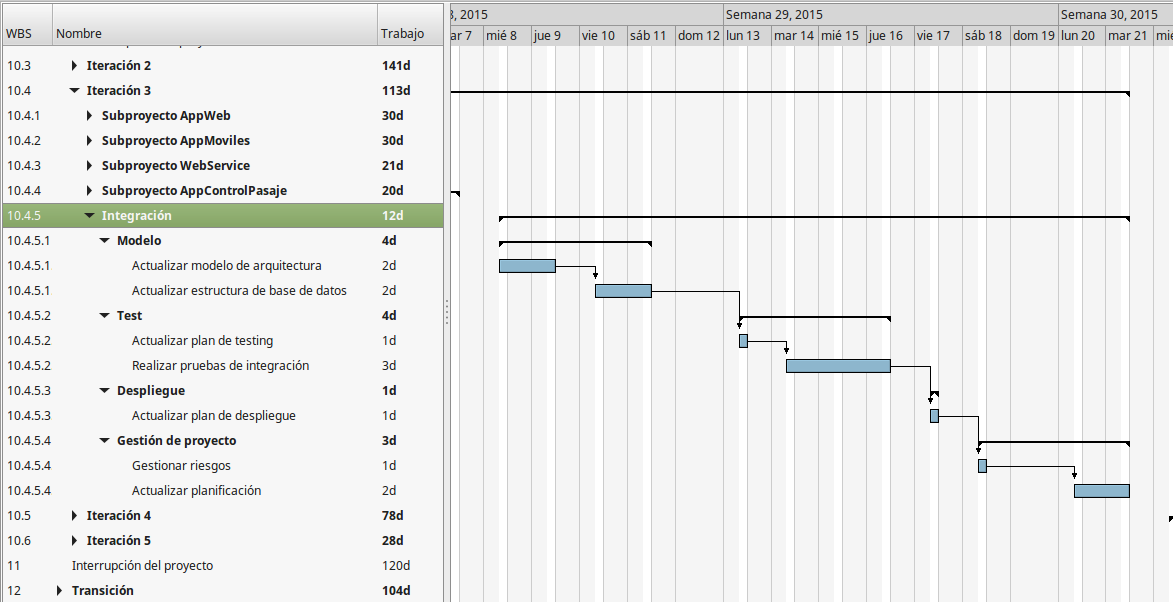 8, 2015 Semana 29, 2015 Semana 30, 2015
WBS Nombre Trabajo ar 7 mié 8 jue 9 vie 10 sáb 11 dom 12 lun 13 mar 14 mié 15 jue 16 vie 17 sáb 18 dom 19 lun 20 mar 21 mié
10.3 Iteración 2 141d
10.4 Iteración 3 113d
10.4.1 Subproyecto AppWeb 30d
10.4.2 Subproyecto AppMoviles 30d
10.4.3 Subproyecto WebService 21d
10.4.4 Subproyecto AppControlPasaje 20d
10.4.5 Integración 12d
10.4.5.1 Modelo 4d
10.4.5.1 Actualizar modelo de arquitectura 2d
10.4.5.1 Actualizar estructura de base de datos 2d
10.4.5.2 Test 4d
10.4.5.2 Actualizar plan de testing 1d
10.4.5.2 Realizar pruebas de integración 3d
10.4.5.3 Despliegue 1d
10.4.5.3 Actualizar plan de despliegue 1d
10.4.5.4 Gestión de proyecto 3d
10.4.5.4 Gestionar riesgos 1d
10.4.5.4 Actualizar planificación 2d
10.5 Iteración 4 78d
10.6 Iteración 5 28d
11 Interrupción del proyecto 120d
12 Transición 104d